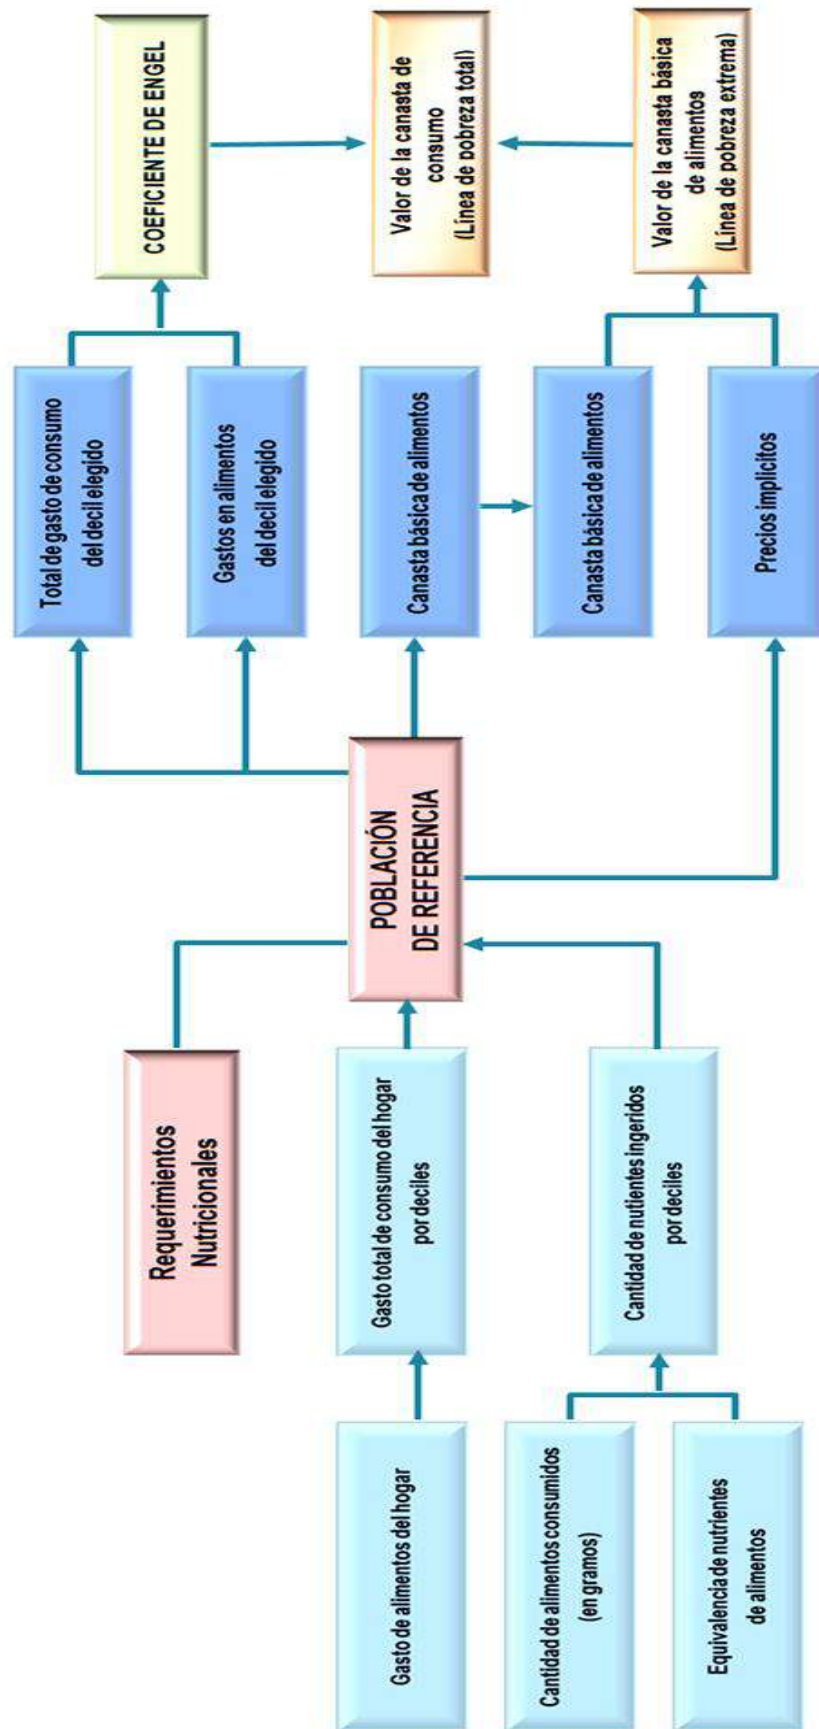 Gasto de alimentos del hogar
Cantidad de alimentos consumidos
(en gramos)
Equivalencia de nutrientes
de alimentos
Requerimientos
Nutricionales
Gasto total de consumo del hogar
por deciles
Cantidad de nutientes ingeridos
por deciles
POBLACIÓN
DE REFERENCIA
Total de gasto de consumo
del decil elegido
Gastos en alimentos
del decil elegido
Canasta básica de alimentos
Canasta básica de alimentos
Precios implícitos
COEFICIENTE DE ENGEL
Valor de la canasta de
consumo
(Línea de pobreza total)
Valor de la canasta básica
de alimentos
(Línea de pobreza extrema)